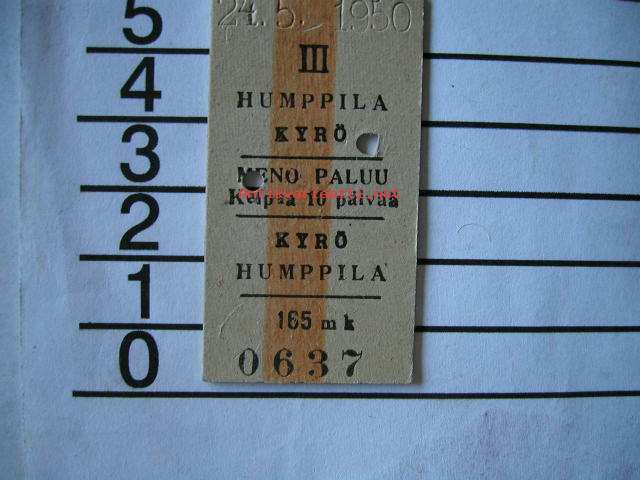 24.5. 1950
III
HUMPPILA
KYRÖ
MENO PALUU
Kelpaa 10 päivää
KYRÖ
HUMPPILA
165 mk
0637
5
4
3
2
1
0